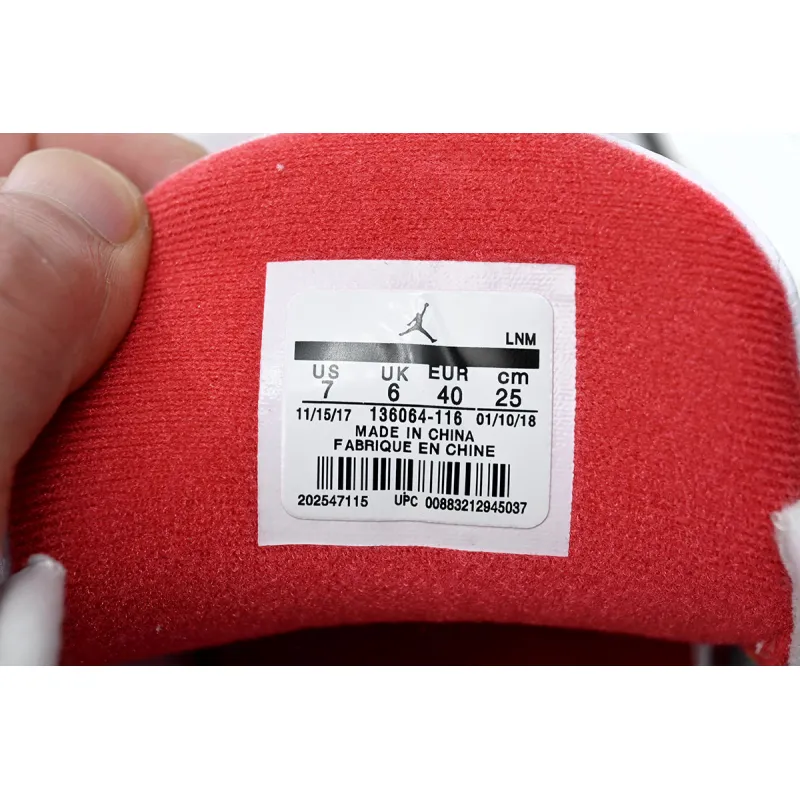 LNM
US UK EUR cm
7 6 40 25
11/15/17 136064-116 01/10/18
MADE IN CHINA
FABRIQUE EN CHINE
202547115 UPC 00883212945037